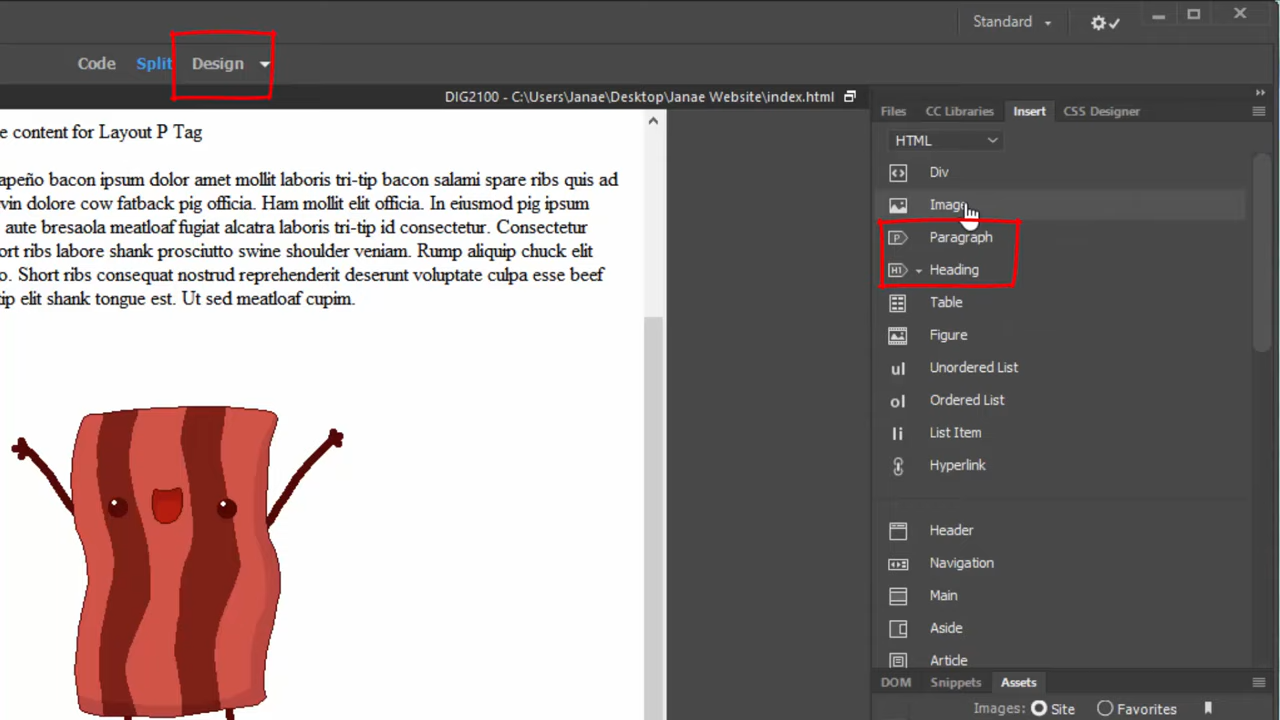 Standard
Code Split Design
DIG2100 - C:\Users\Janae\Desktop\Janae Website\index.html
Files CC Libraries Insert CSS Designer
HTML
e content for Layout P Tag
apeño bacon ipsum dolor amet mollit laboris tri-tip bacon salami spare ribs quis ad
vin dolore cow fatback pig officia. Ham mollit elit officia. In eiusmod pig ipsum
aute bresaola meatloaf fugiat alcatra laboris tri-tip id consectetur. Consectetur
ort ribs labore shank prosciutto swine shoulder veniam. Rump aliquip chuck elit
o. Short ribs consequat nostrud reprehenderit deserunt voluptate culpa esse beef
tip elit shank tongue est. Ut sed meatloaf cupim.
Div
Image
P Paragraph
H1 Heading
Table
Figure
ul Unordered List
ol Ordered List
li List Item
Hyperlink
Header
Navigation
Main
Aside
Article
DOM Snippets Assets
Images: Site Favorites